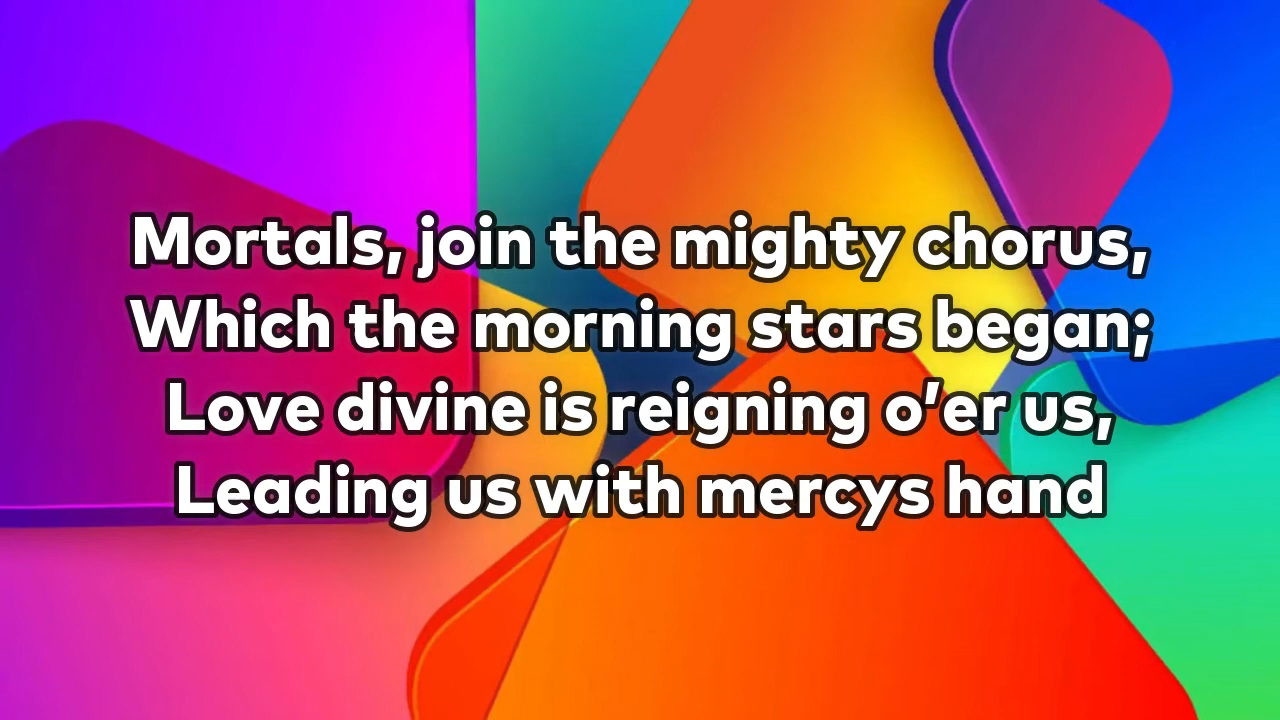 Mortals, join the mighty chorus,
Which the morning stars began;
Love divine is reigning o’er us,
Leading us with mercys hand